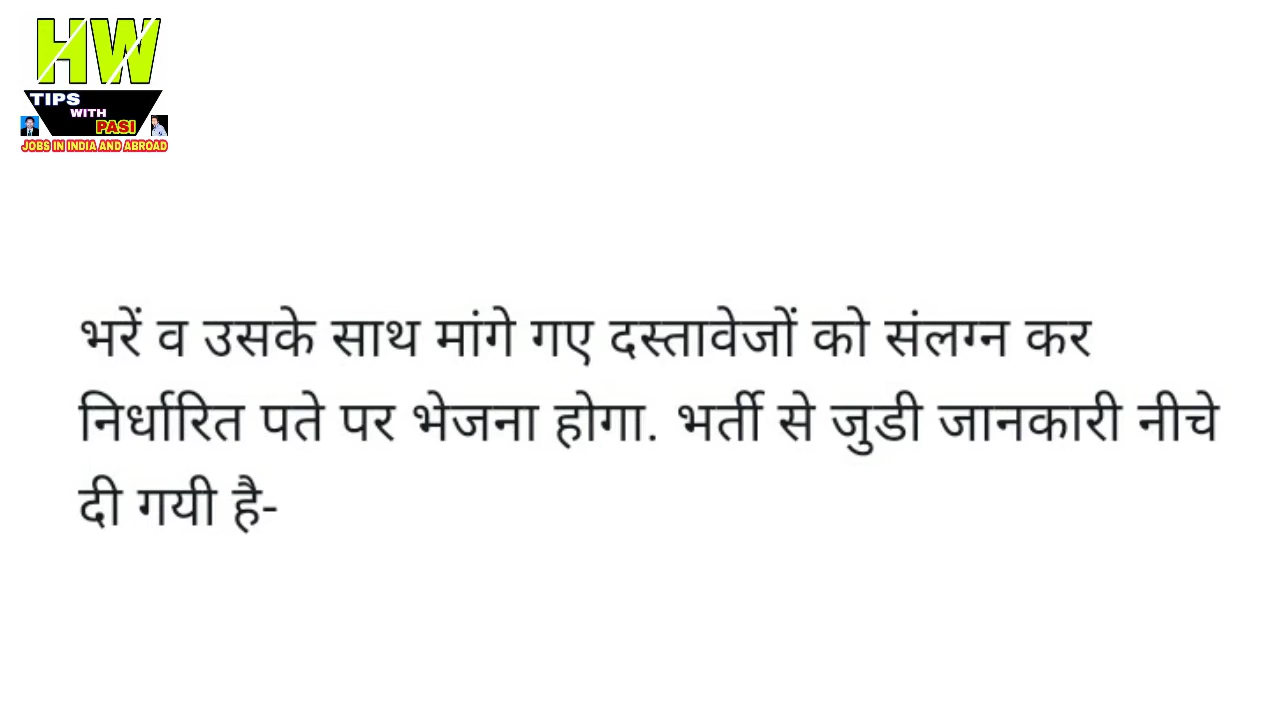 HW
TIPS
WITH
PASI
JOBS IN INDIA AND ABROAD
भरें व उसके साथ मांगे गए दस्तावेजों को संलग्न कर
निर्धारित पते पर भेजना होगा. भर्ती से जुडी जानकारी नीचे
दी गयी है-